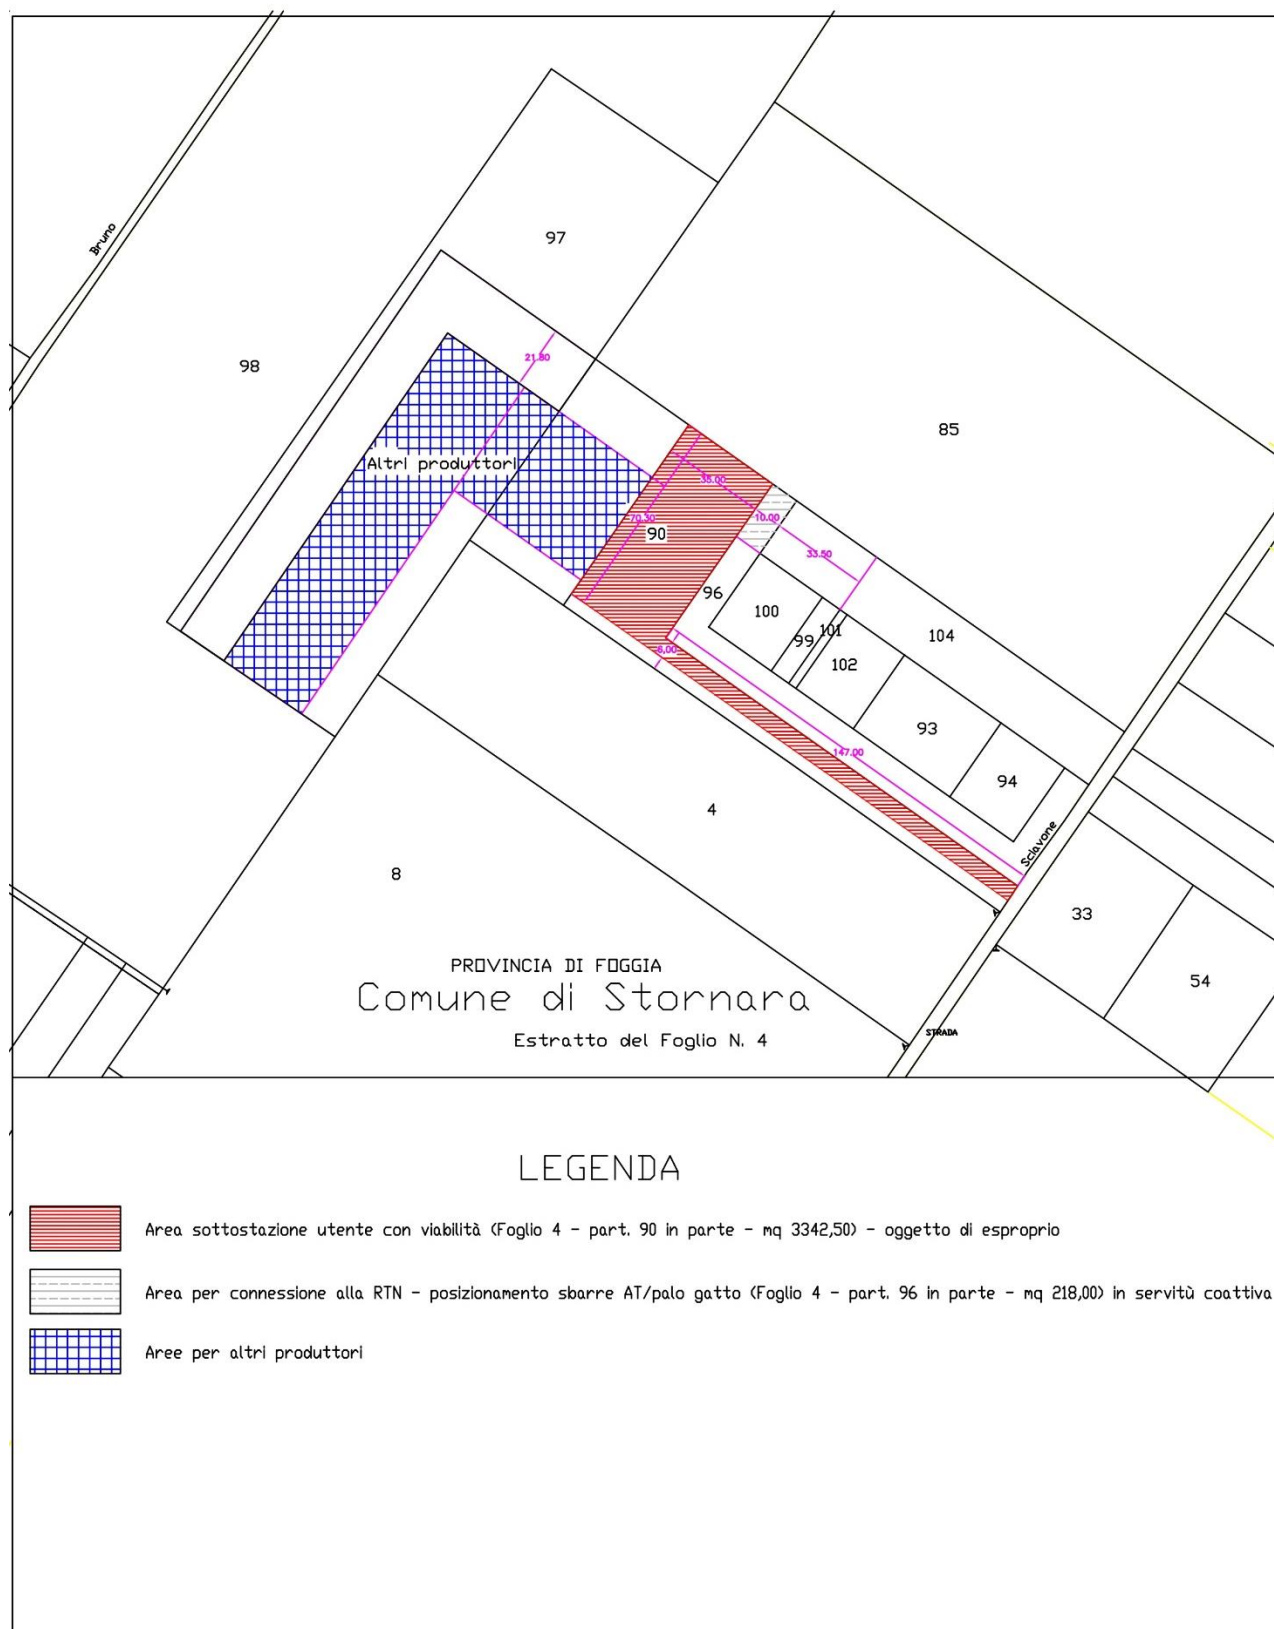 97
Bruno
21.80
98
85
Altri produttori
35.00
10.00
70.30
90
33.50
96
100
101
99
104
102
6,00
93
147.00
94
4
Sclavone
8
33
PROVINCIA DI FOGGIA
54
Comune di Stornara
STRADA
Estratto del Foglio N. 4
LEGENDA
Area sottostazione utente con viabilità (Foglio 4 - part. 90 in parte - mq 3342,50) - oggetto di esproprio
Area per connessione alla RTN - posizionamento sbarre AT/palo gatto (Foglio 4 - part. 96 in parte - mq 218,00) in servitù coattiva
Aree per altri produttori